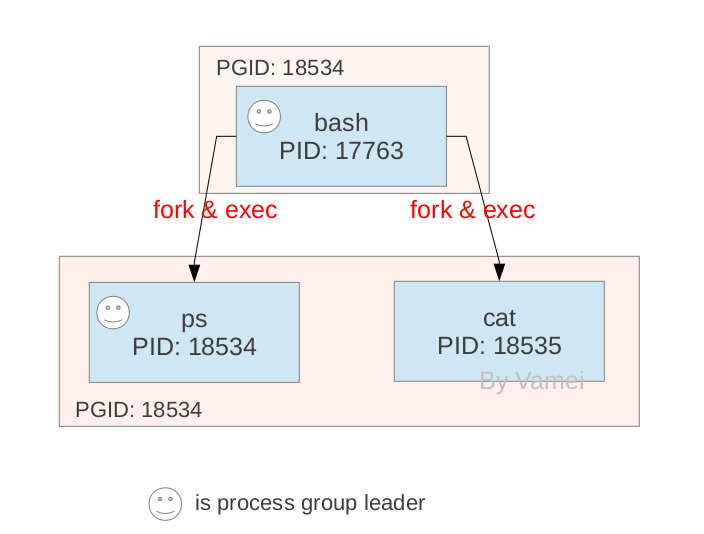 PGID: 18534
bash
PID: 17763
fork & exec
fork & exec
ps
PID: 18534
cat
PID: 18535
By Vamei
PGID: 18534
is process group leader